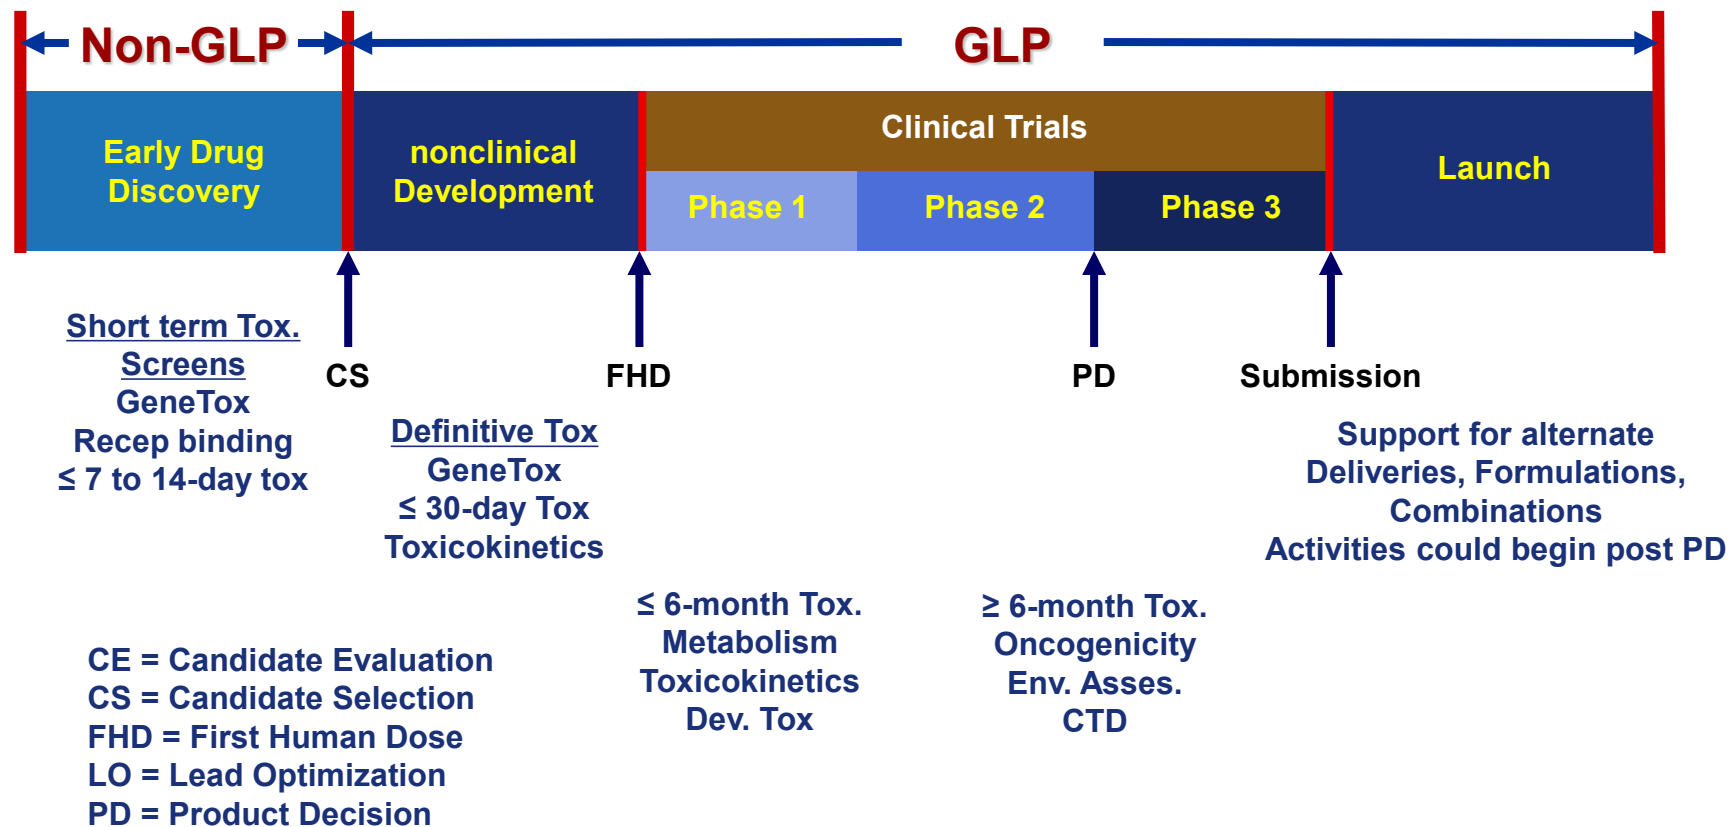 Non-GLP
GLP
Early Drug
Discovery
nonclinical
Development
Clinical Trials
Phase 1
Phase 2
Phase 3
Launch
CS
FHD
PD
Submission
Short term Tox.
Screens
GeneTox
Recep binding
≤ 7 to 14-day tox
Definitive Tox
GeneTox
≤ 30-day Tox
Toxicokinetics
≤ 6-month Tox.
Metabolism
Toxicokinetics
Dev. Tox
≥ 6-month Tox.
Oncogenicity
Env. Asses.
CTD
Support for alternate
Deliveries, Formulations,
Combinations
Activities could begin post PD
CE = Candidate Evaluation
CS = Candidate Selection
FHD = First Human Dose
LO = Lead Optimization
PD = Product Decision